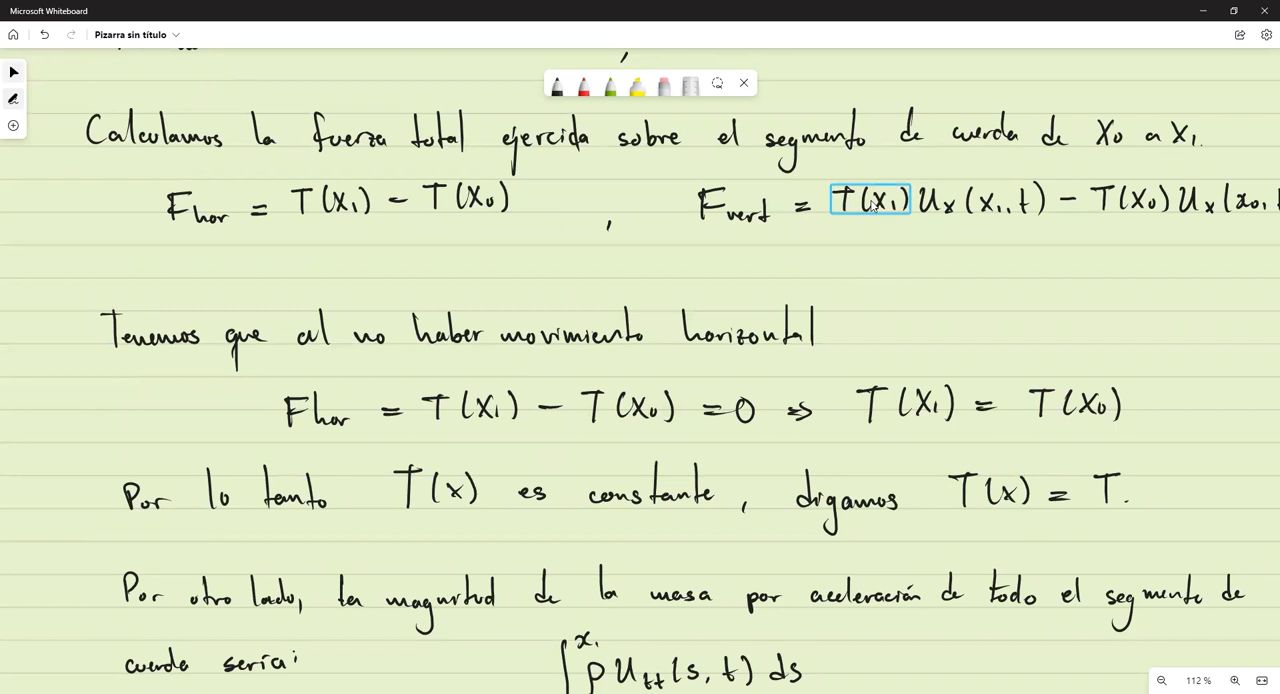 Microsoft Whiteboard
Pizarra sin título
Calculamos la fuerza total ejercida sobre el segmento de cuerda de X₀ a X₁.
Fhor = T(X₁) - T(X₀) , Fvert = T(X₁) Ux(x₁, t) - T(X₀) Ux(x₀, t
Tenemos que al no haber movimiento horizontal
Fhor = T(X₁) - T(X₀) = 0 ⇒ T(X₁) = T(X₀)
Por lo tanto T(x) es constante, digamos T(x) = T.
Por otro lado, la magnitud de la masa por aceleración de todo el segmento de
cuerda sería: ∫ˣ¹ ρ Utt(s, t) ds
112 %